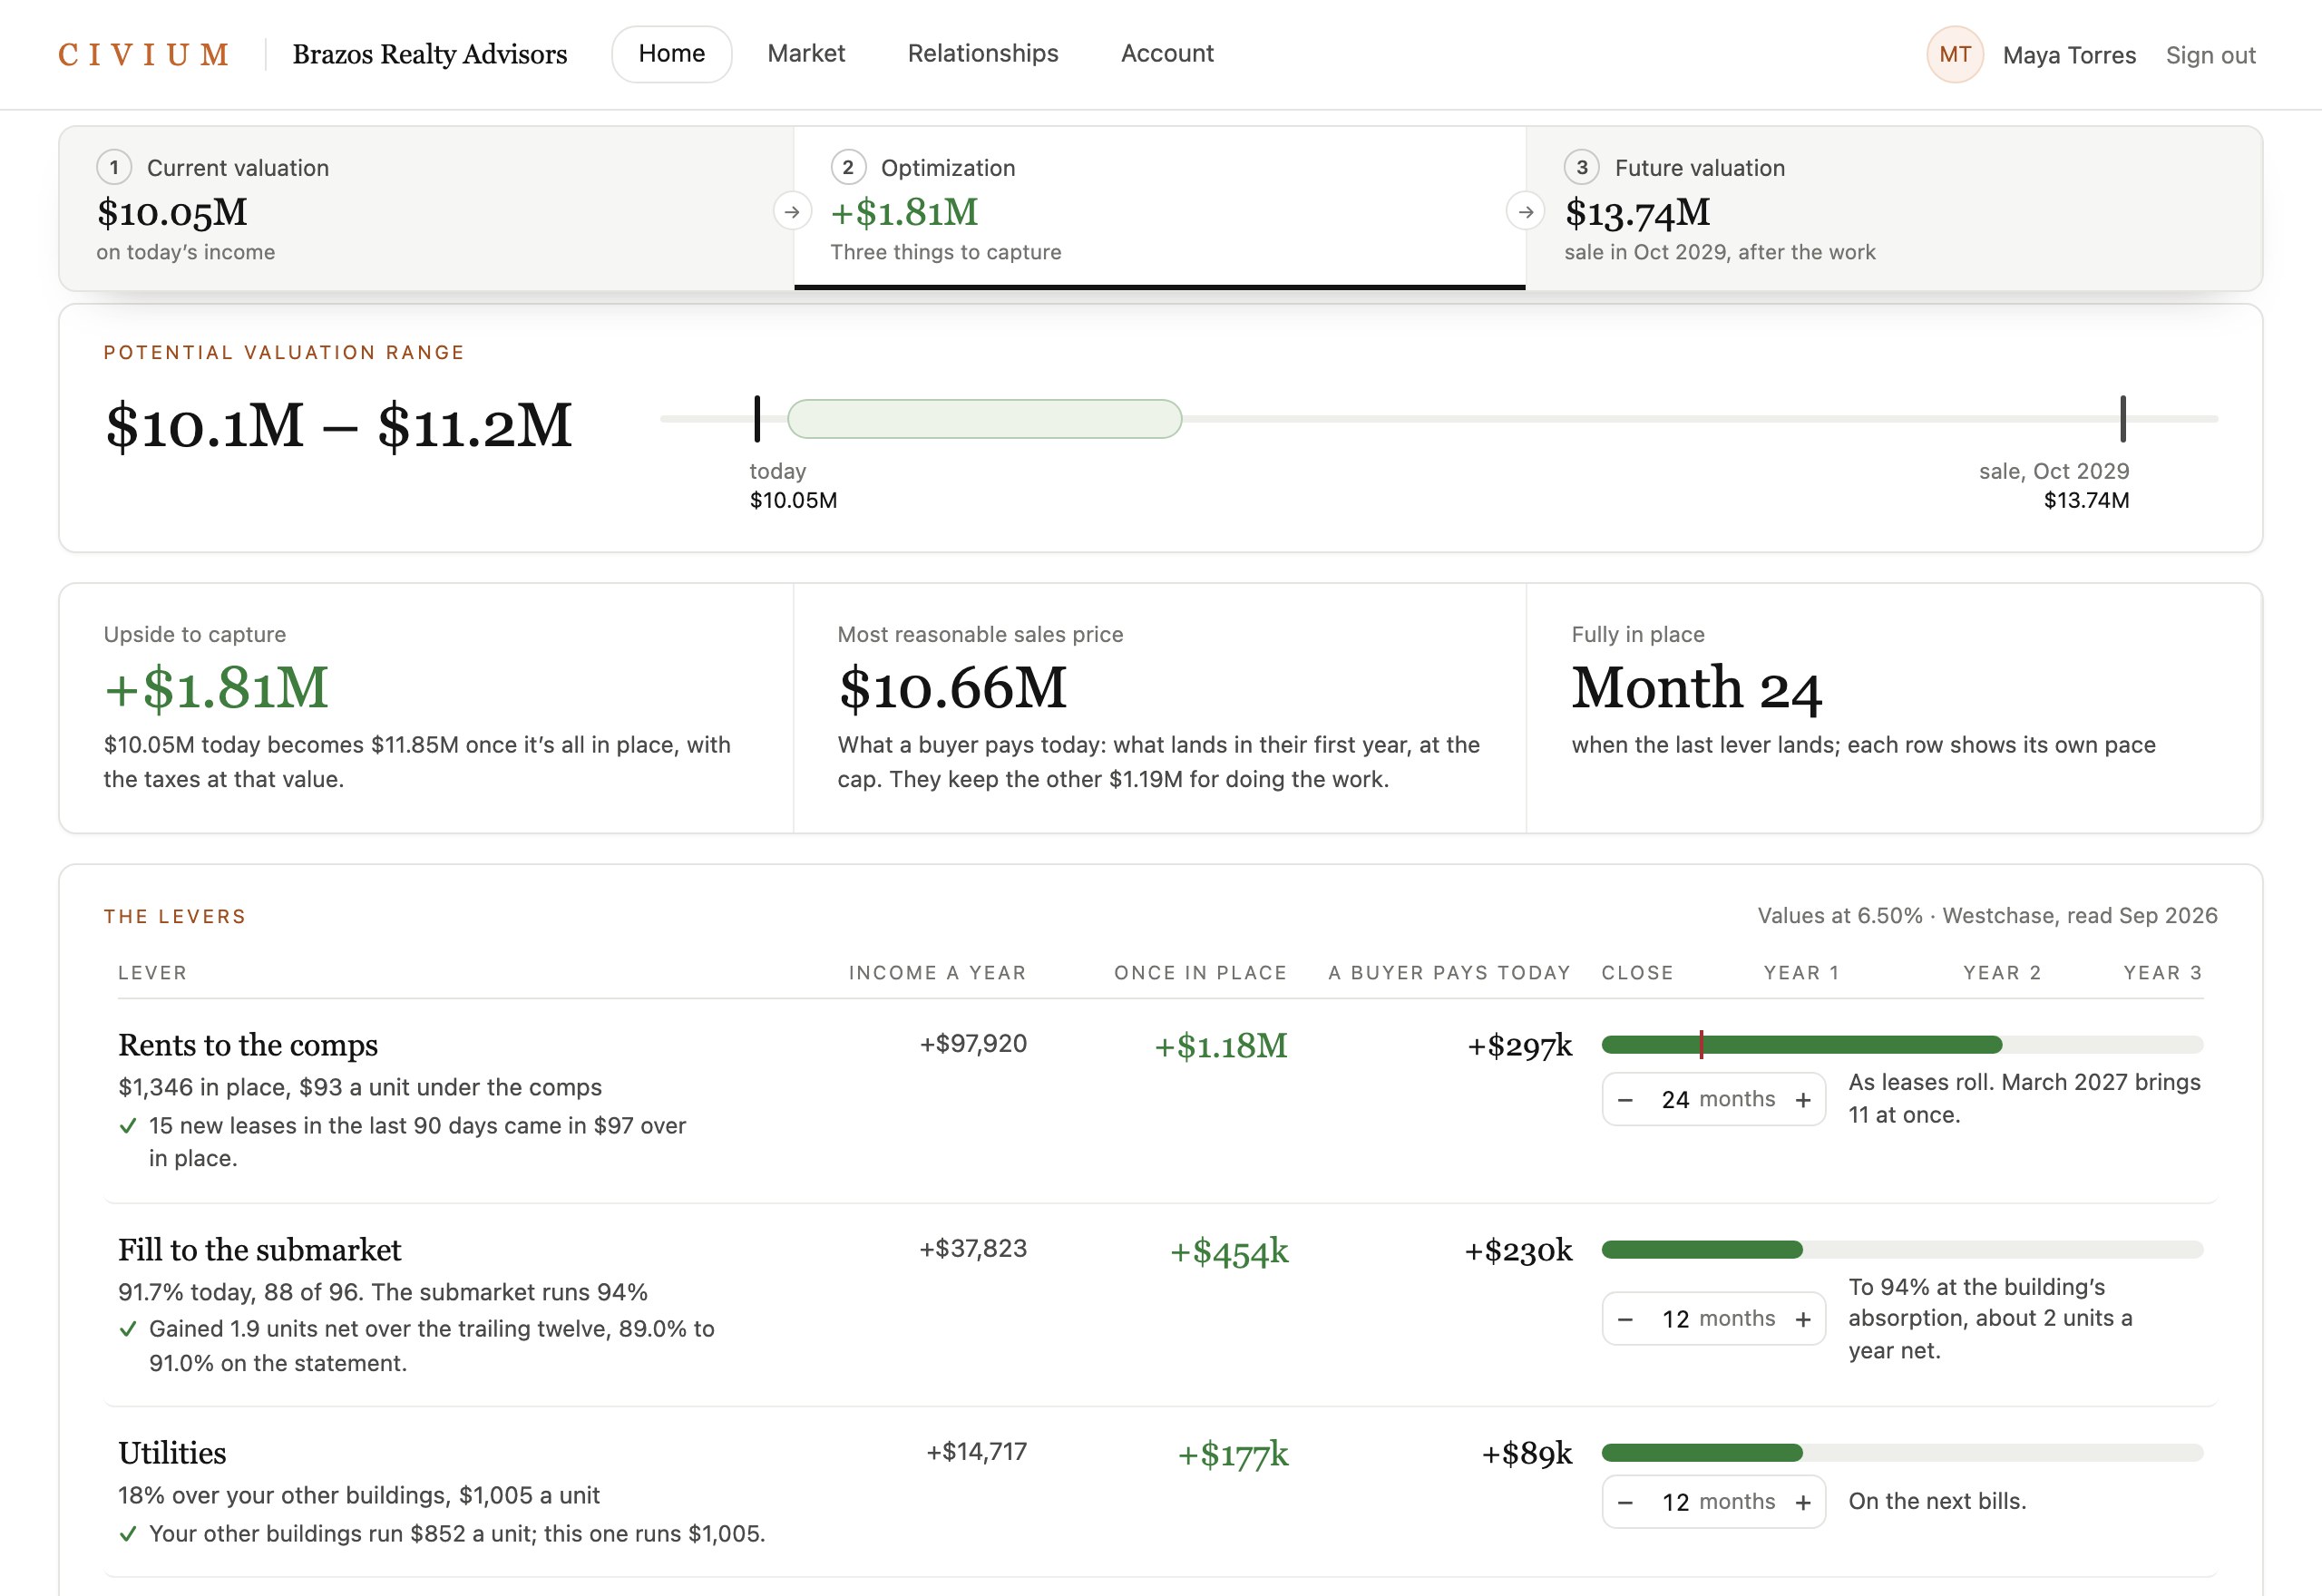 CIVIUM
Brazos Realty Advisors
Home
Market
Relationships
Account
MT
Maya Torres
Sign out
1 Current valuation
$10.05M
on today’s income
→
2 Optimization
+$1.81M
Three things to capture
→
3 Future valuation
$13.74M
sale in Oct 2029, after the work
POTENTIAL VALUATION RANGE
$10.1M – $11.2M
today
$10.05M
sale, Oct 2029
$13.74M
Upside to capture
+$1.81M
$10.05M today becomes $11.85M once it’s all in place, with
the taxes at that value.
Most reasonable sales price
$10.66M
What a buyer pays today: what lands in their first year, at the
cap. They keep the other $1.19M for doing the work.
Fully in place
Month 24
when the last lever lands; each row shows its own pace
THE LEVERS
Values at 6.50% · Westchase, read Sep 2026
LEVER
INCOME A YEAR
ONCE IN PLACE
A BUYER PAYS TODAY
CLOSE
YEAR 1
YEAR 2
YEAR 3
Rents to the comps
$1,346 in place, $93 a unit under the comps
✓ 15 new leases in the last 90 days came in $97 over
in place.
+$97,920
+$1.18M
+$297k
− 24 months +
As leases roll. March 2027 brings
11 at once.
Fill to the submarket
91.7% today, 88 of 96. The submarket runs 94%
✓ Gained 1.9 units net over the trailing twelve, 89.0% to
91.0% on the statement.
+$37,823
+$454k
+$230k
− 12 months +
To 94% at the building’s
absorption, about 2 units a
year net.
Utilities
18% over your other buildings, $1,005 a unit
✓ Your other buildings run $852 a unit; this one runs $1,005.
+$14,717
+$177k
+$89k
− 12 months +
On the next bills.